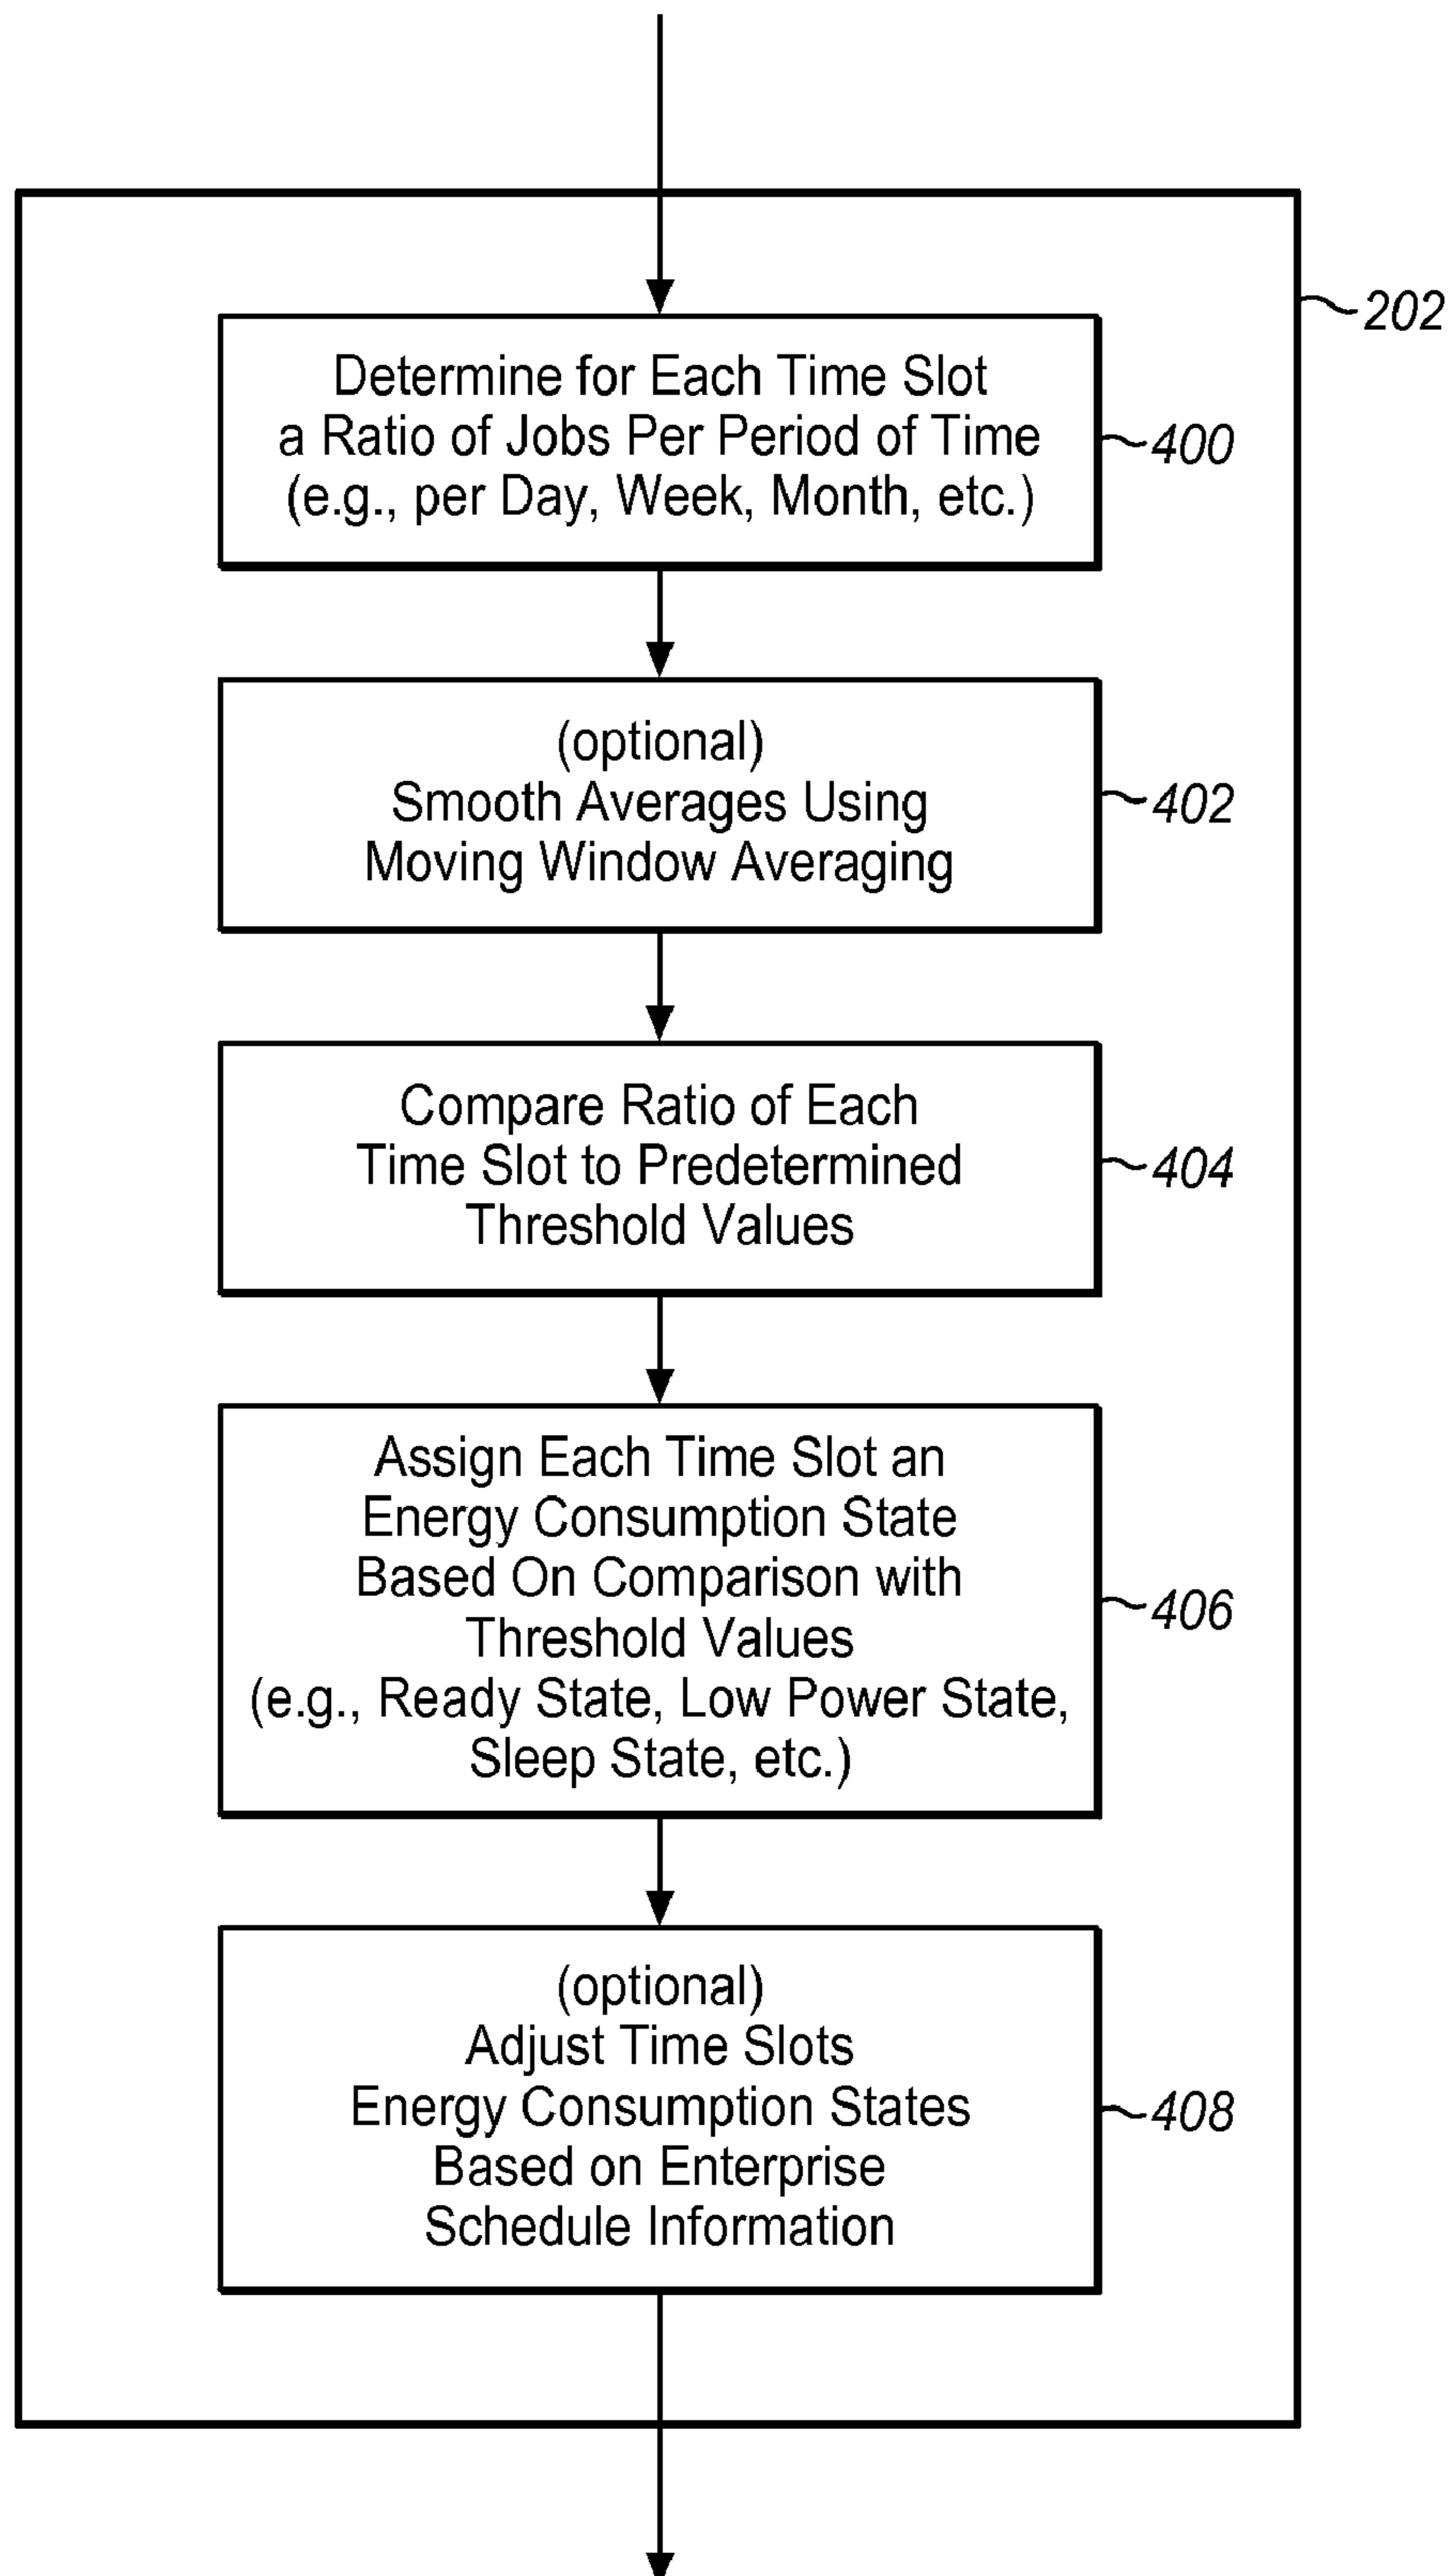 202
Determine for Each Time Slot
a Ratio of Jobs Per Period of Time
(e.g., per Day, Week, Month, etc.)
400
(optional)
Smooth Averages Using
Moving Window Averaging
402
Compare Ratio of Each
Time Slot to Predetermined
Threshold Values
404
Assign Each Time Slot an
Energy Consumption State
Based On Comparison with
Threshold Values
(e.g., Ready State, Low Power State,
Sleep State, etc.)
406
(optional)
Adjust Time Slots
Energy Consumption States
Based on Enterprise
Schedule Information
408